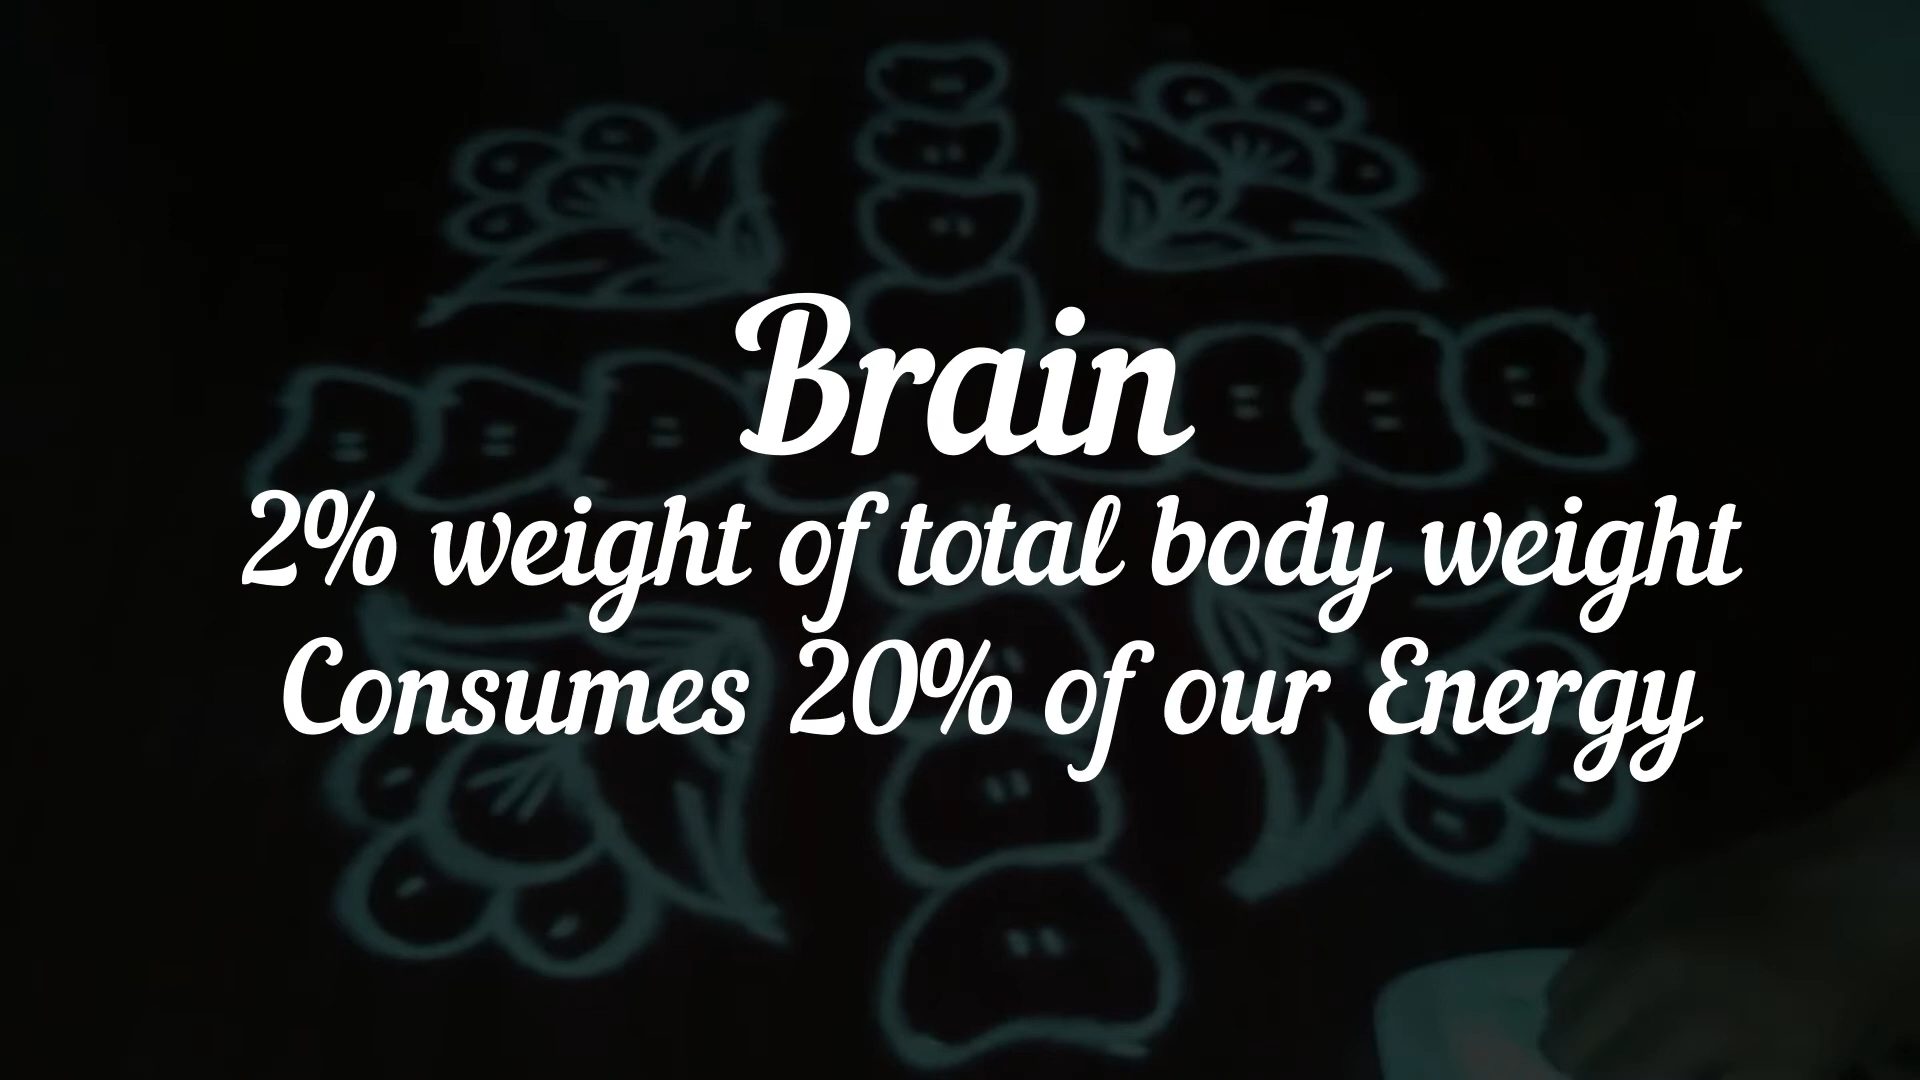 Brain
2% weight of total body weight
Consumes 20% of our Energy